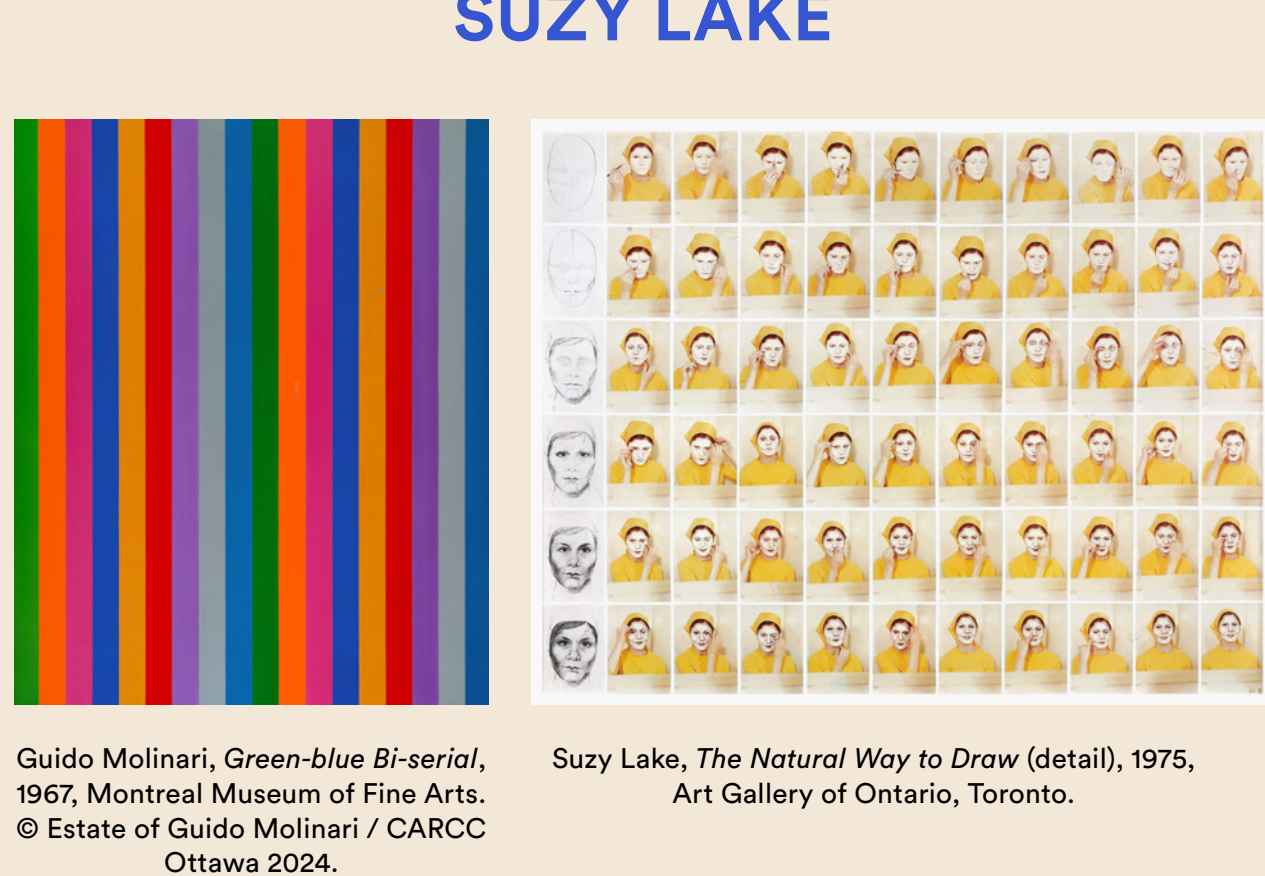 SUZY LAKE
Guido Molinari, Green-blue Bi-serial,
1967, Montreal Museum of Fine Arts.
© Estate of Guido Molinari / CARCC
Ottawa 2024.
Suzy Lake, The Natural Way to Draw (detail), 1975,
Art Gallery of Ontario, Toronto.